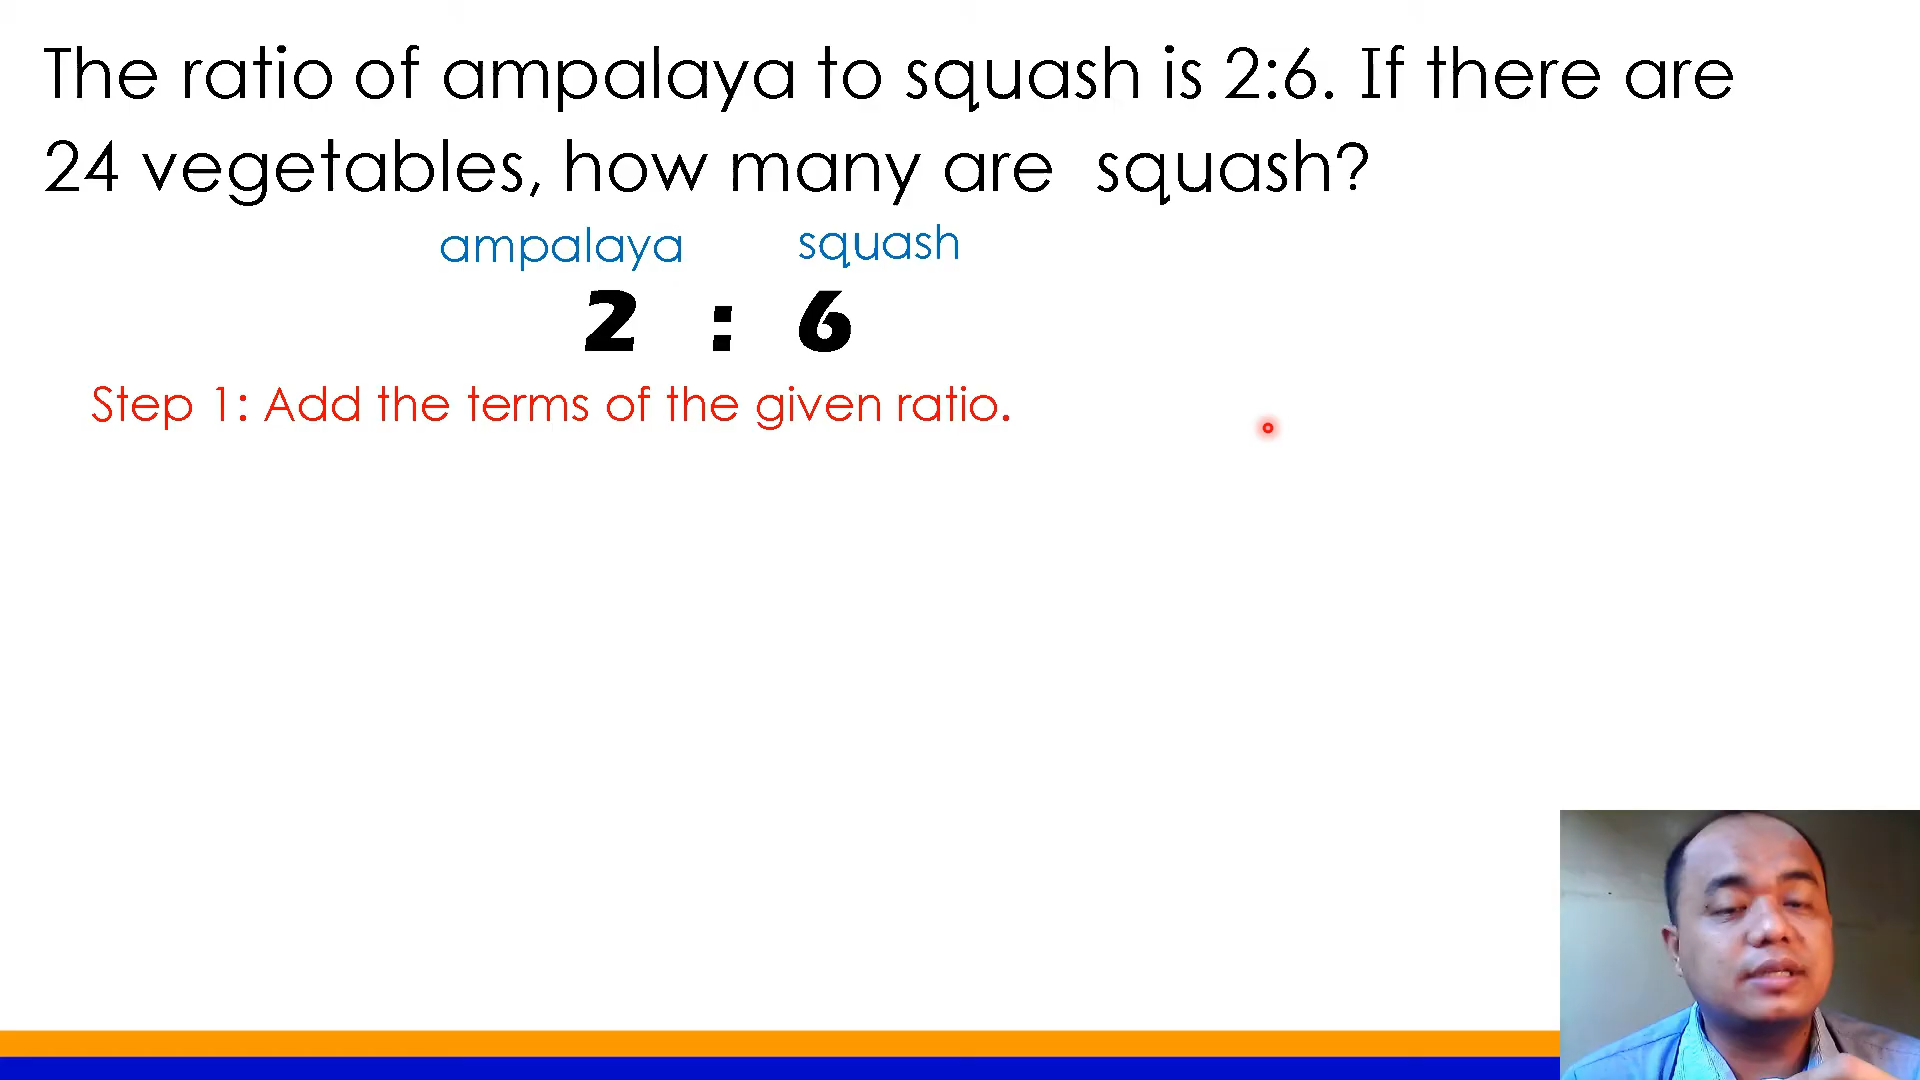 The ratio of ampalaya to squash is 2:6. If there are
24 vegetables, how many are squash?
ampalaya squash
2 : 6
Step 1: Add the terms of the given ratio.